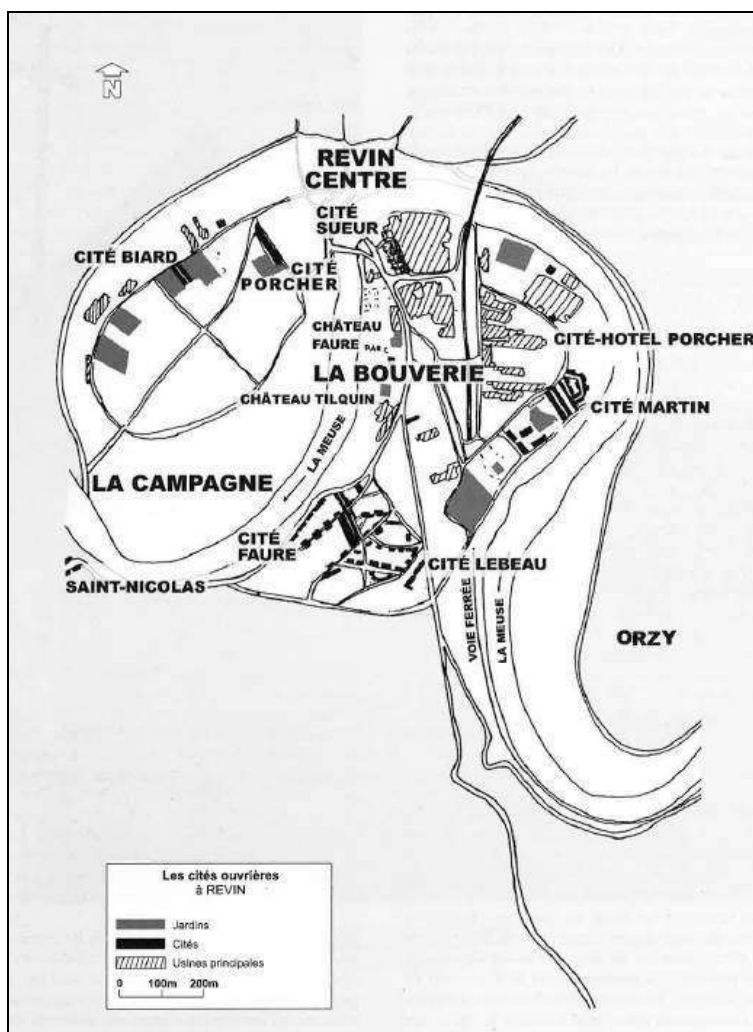 N
REVIN
CENTRE
CITÉ
SUEUR
CITÉ BIARD
CITÉ
PORCHER
CHÂTEAU
FAURE
PARC
CITÉ-HOTEL PORCHER
LA BOUVERIE
CHÂTEAU TILQUIN
CITÉ MARTIN
LA MEUSE
LA CAMPAGNE
CITÉ
FAURE
CITÉ LEBEAU
SAINT-NICOLAS
VOIE FERRÉE
LA MEUSE
ORZY
Les cités ouvrières
à REVIN
Jardins
Cités
Usines principales
0 100m 200m